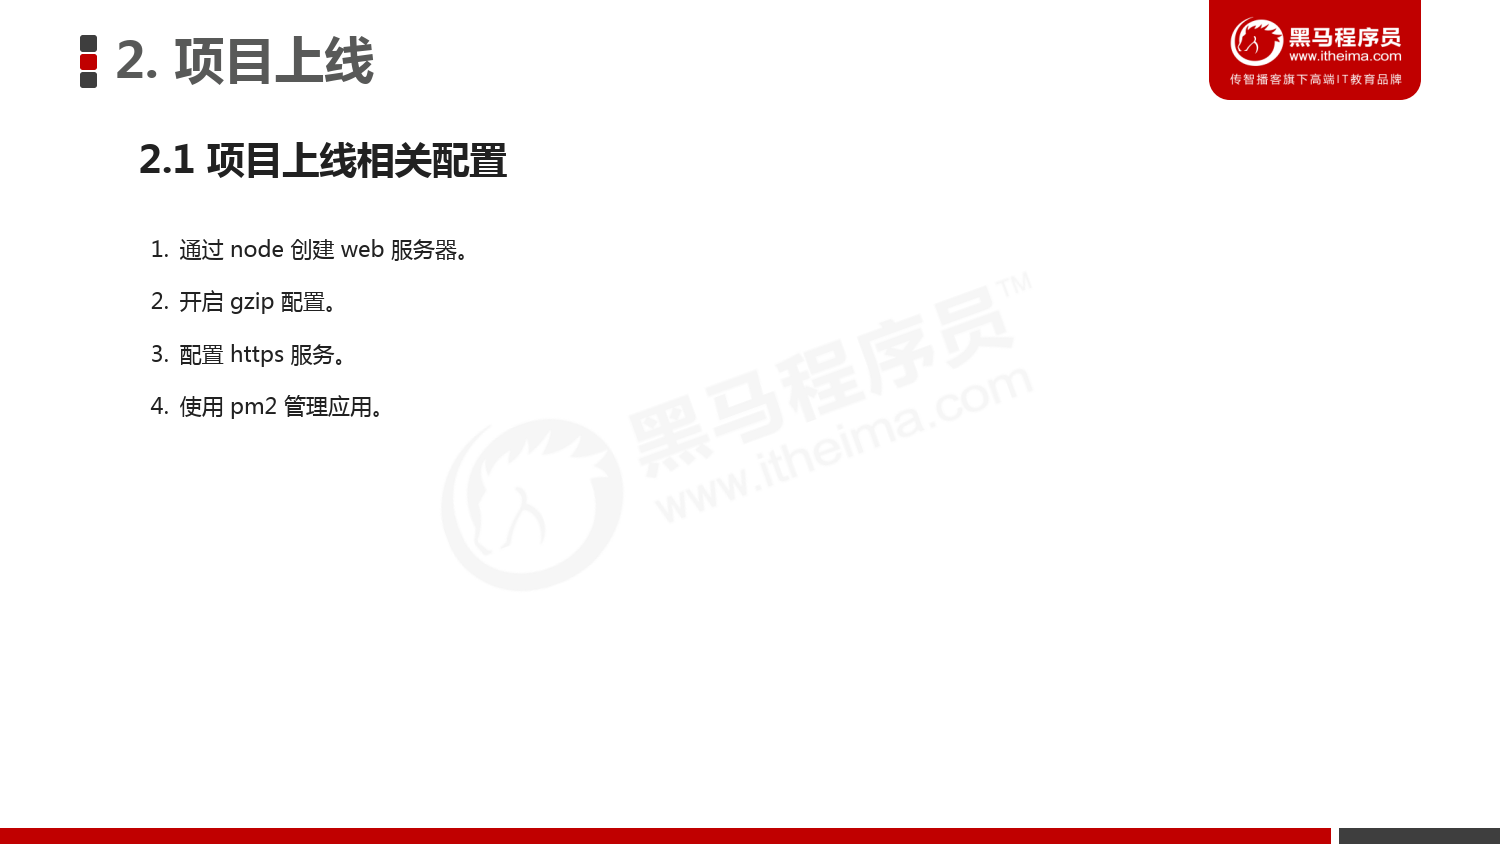 2. 项目上线
黑马程序员
www.itheima.com
传智播客旗下高端IT教育品牌
2.1 项目上线相关配置
1. 通过 node 创建 web 服务器。
2. 开启 gzip 配置。
3. 配置 https 服务。
4. 使用 pm2 管理应用。
黑马程序员™
www.itheima.com